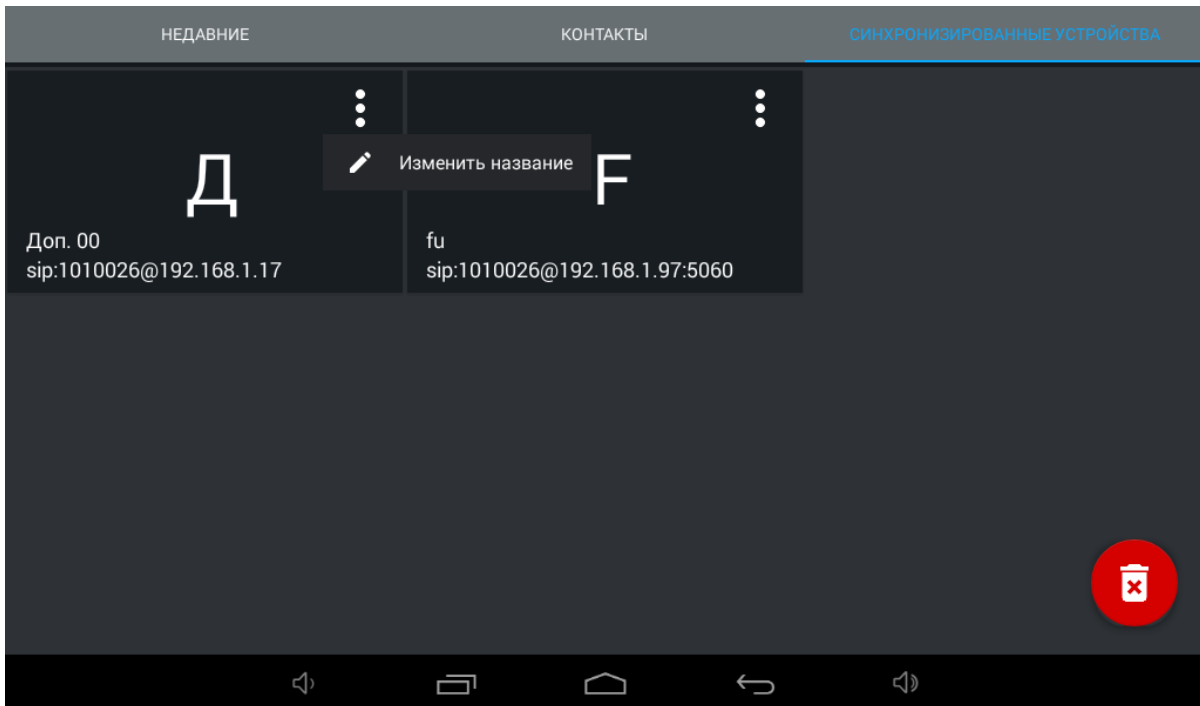 НЕДАВНИЕ
КОНТАКТЫ
СИНХРОНИЗИРОВАННЫЕ УСТРОЙСТВА
Д
Изменить название
F
Доп. 00
sip:1010026@192.168.1.17
fu
sip:1010026@192.168.1.97:5060